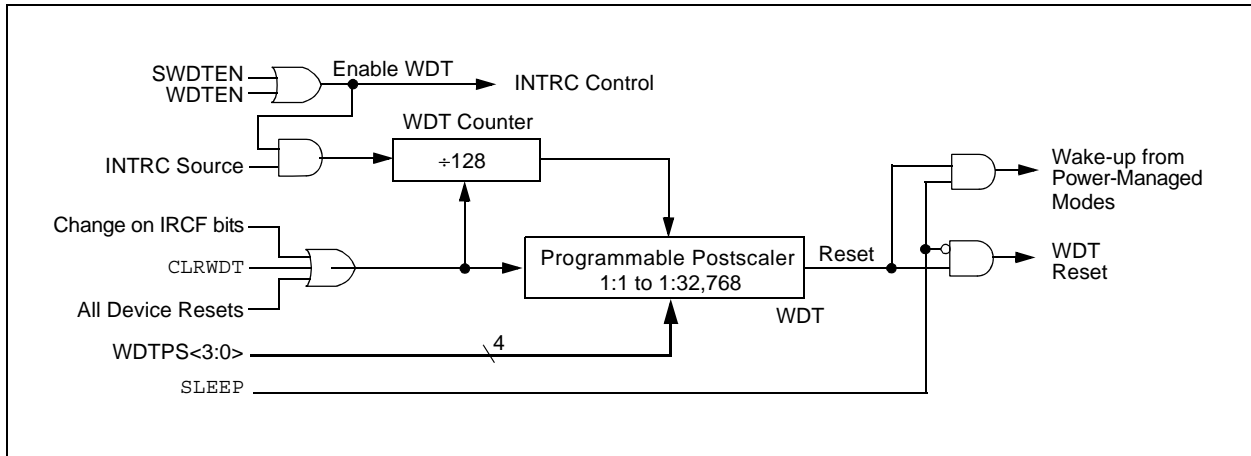 SWDTEN
WDTEN
Enable WDT
INTRC Control
WDT Counter
÷128
INTRC Source
Wake-up from
Power-Managed
Modes
Change on IRCF bits
CLRWDT
All Device Resets
Programmable Postscaler
1:1 to 1:32,768
Reset
WDT
Reset
WDT
WDTPS<3:0>
4
SLEEP